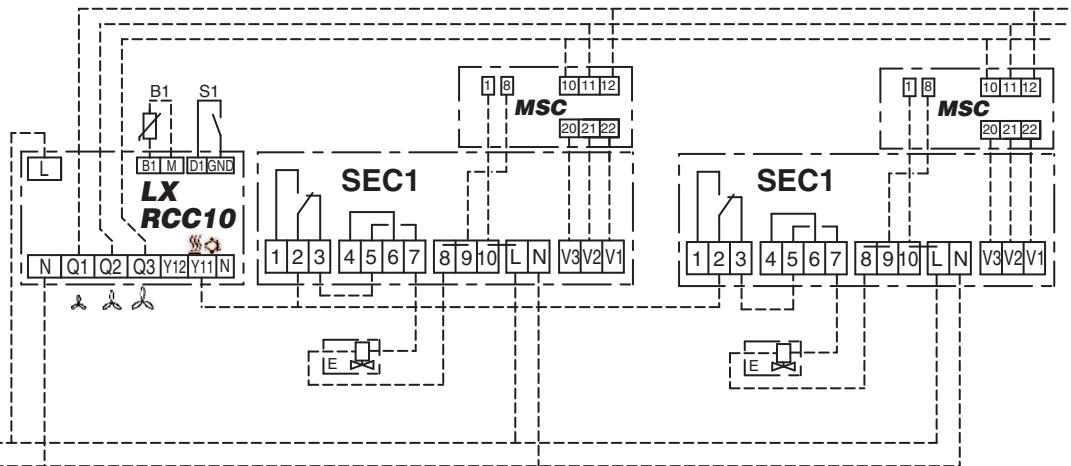 B1 S1
1 8 10 11 12
MSC
20 21 22
1 8 10 11 12
MSC
20 21 22
L
B1 M D1 GND
LX
RCC10
N Q1 Q2 Q3 Y12 Y11 N
SEC1
1 2 3 4 5 6 7 8 9 10 L N V3 V2 V1
E
SEC1
1 2 3 4 5 6 7 8 9 10 L N V3 V2 V1
E